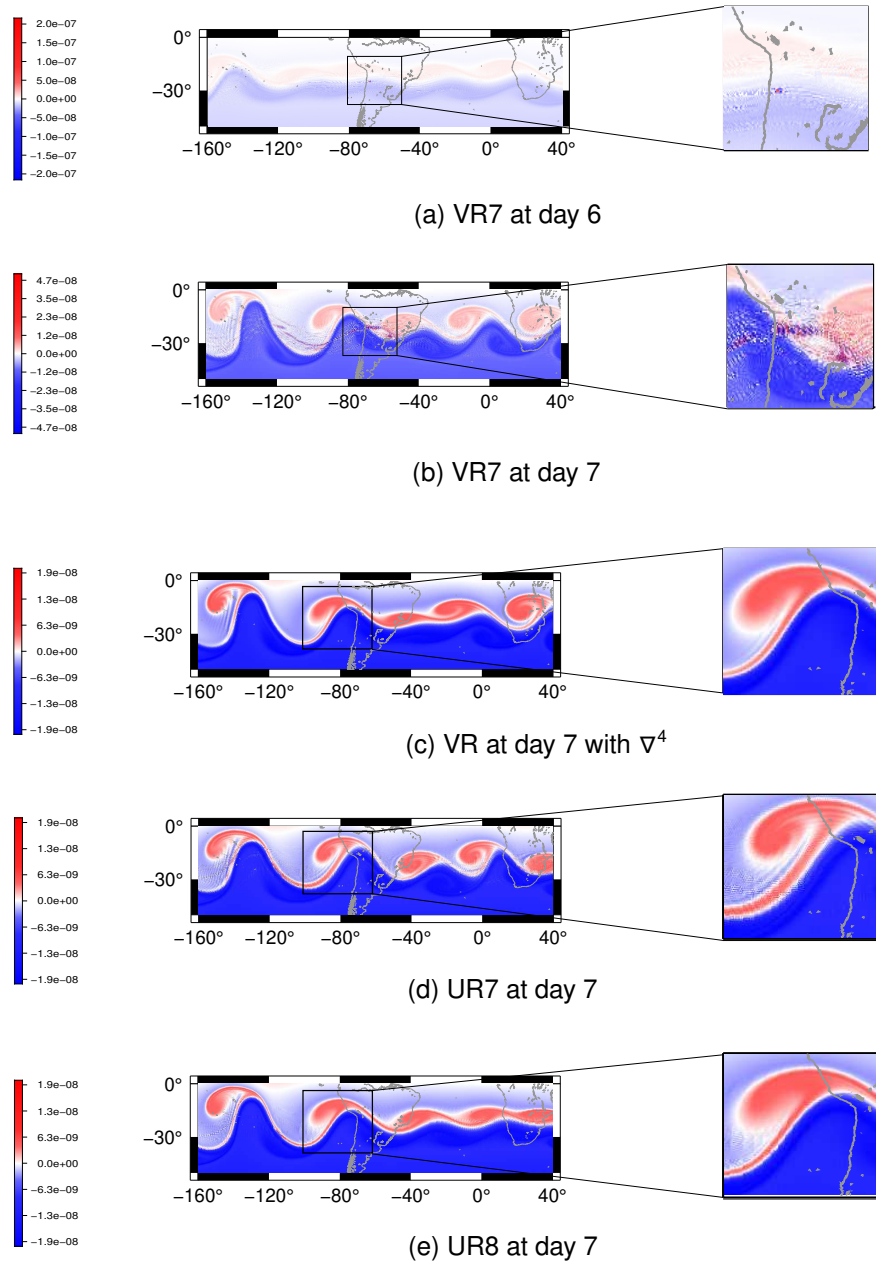 2.0e-07
1.5e-07
1.0e-07
5.0e-08
0.0e+00
-5.0e-08
-1.0e-07
-1.5e-07
-2.0e-07
0°
−30°
−160° −120° −80° −40° 0° 40°
(a) VR7 at day 6
4.7e-08
3.5e-08
2.3e-08
1.2e-08
0.0e+00
-1.2e-08
-2.3e-08
-3.5e-08
-4.7e-08
0°
−30°
−160° −120° −80° −40° 0° 40°
(b) VR7 at day 7
1.9e-08
1.3e-08
6.3e-09
0.0e+00
-6.3e-09
-1.3e-08
-1.9e-08
0°
−30°
−160° −120° −80° −40° 0° 40°
(c) VR at day 7 with ∇⁴
1.9e-08
1.3e-08
6.3e-09
0.0e+00
-6.3e-09
-1.3e-08
-1.9e-08
0°
−30°
−160° −120° −80° −40° 0° 40°
(d) UR7 at day 7
1.9e-08
1.3e-08
6.3e-09
0.0e+00
-6.3e-09
-1.3e-08
-1.9e-08
0°
−30°
−160° −120° −80° −40° 0° 40°
(e) UR8 at day 7